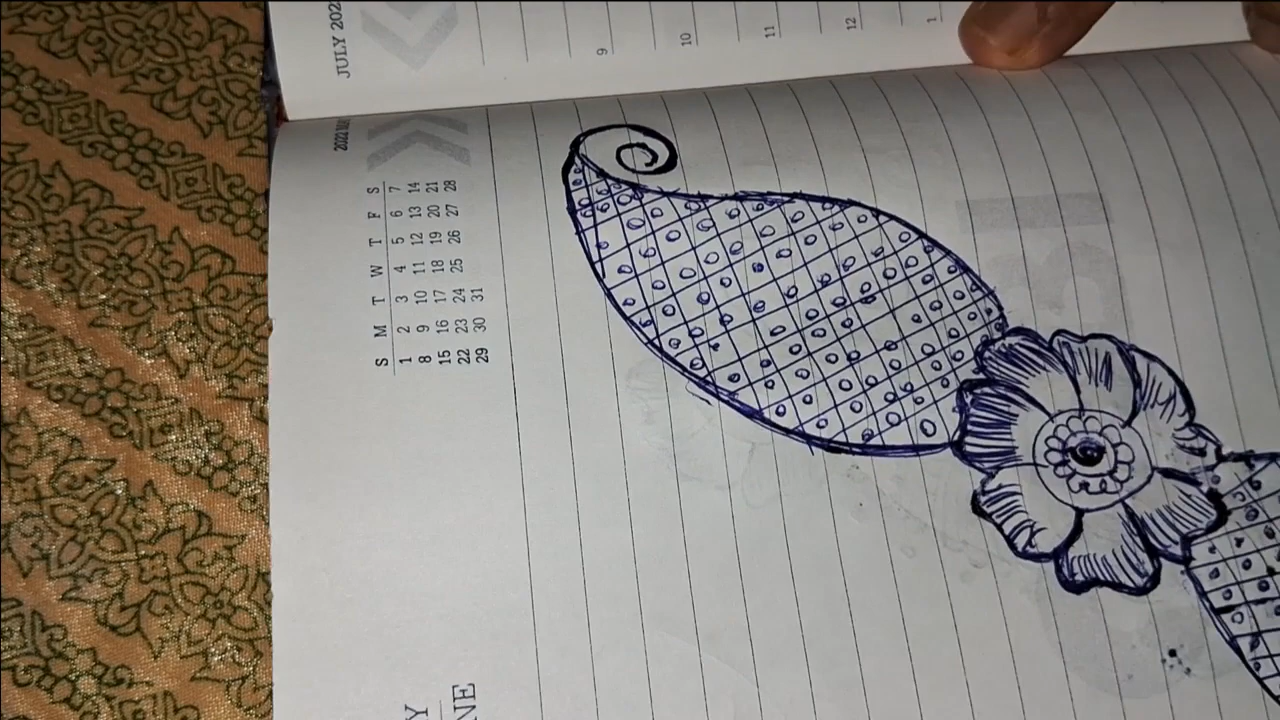 JULY 202
9
10
11
12
1
2021 MAY
S M T W T F S
1 2 3 4 5 6 7
8 9 10 11 12 13 14
15 16 17 18 19 20 21
22 23 24 25 26 27 28
29 30 31
Y
NE